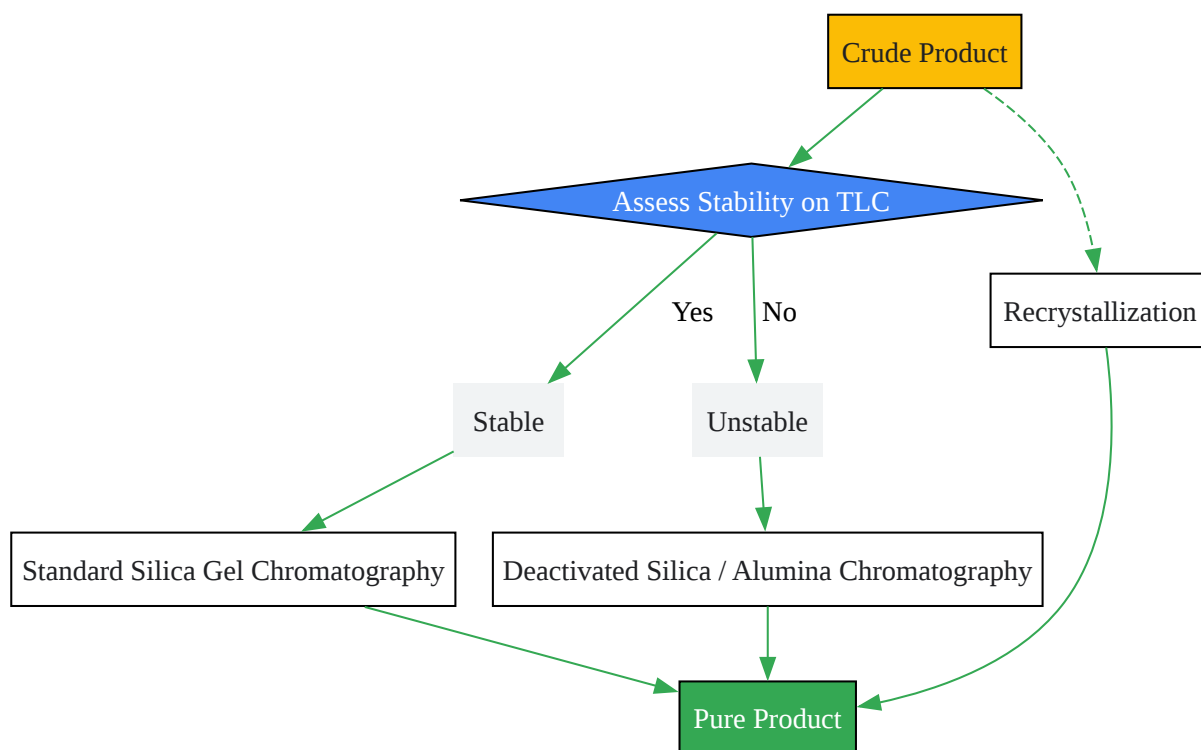 Crude Product
Assess Stability on TLC
Yes
No
Recrystallization
Stable
Unstable
Standard Silica Gel Chromatography
Deactivated Silica / Alumina Chromatography
Pure Product